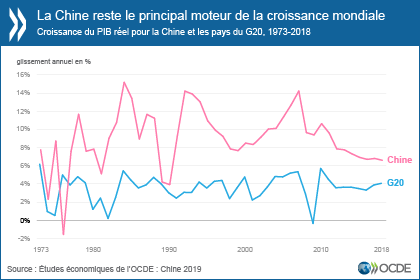 La Chine reste le principal moteur de la croissance mondiale
Croissance du PIB réel pour la Chine et les pays du G20, 1973-2018
glissement annuel en %
16%
14%
12%
10%
8%
6%
4%
2%
0%
-2%
Chine
G20
1973 1980 1990 2000 2010 2018
Source : Études économiques de l'OCDE : Chine 2019
OCDE